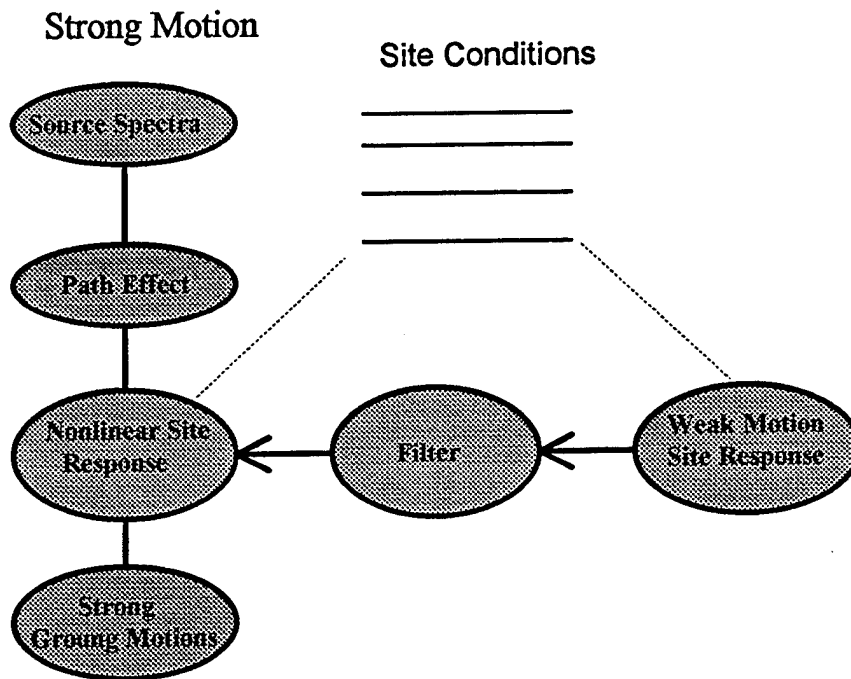 Strong Motion
Site Conditions
Source Spectra
Path Effect
Nonlinear Site
Response
Filter
Weak Motion
Site Response
Strong
Groung Motions